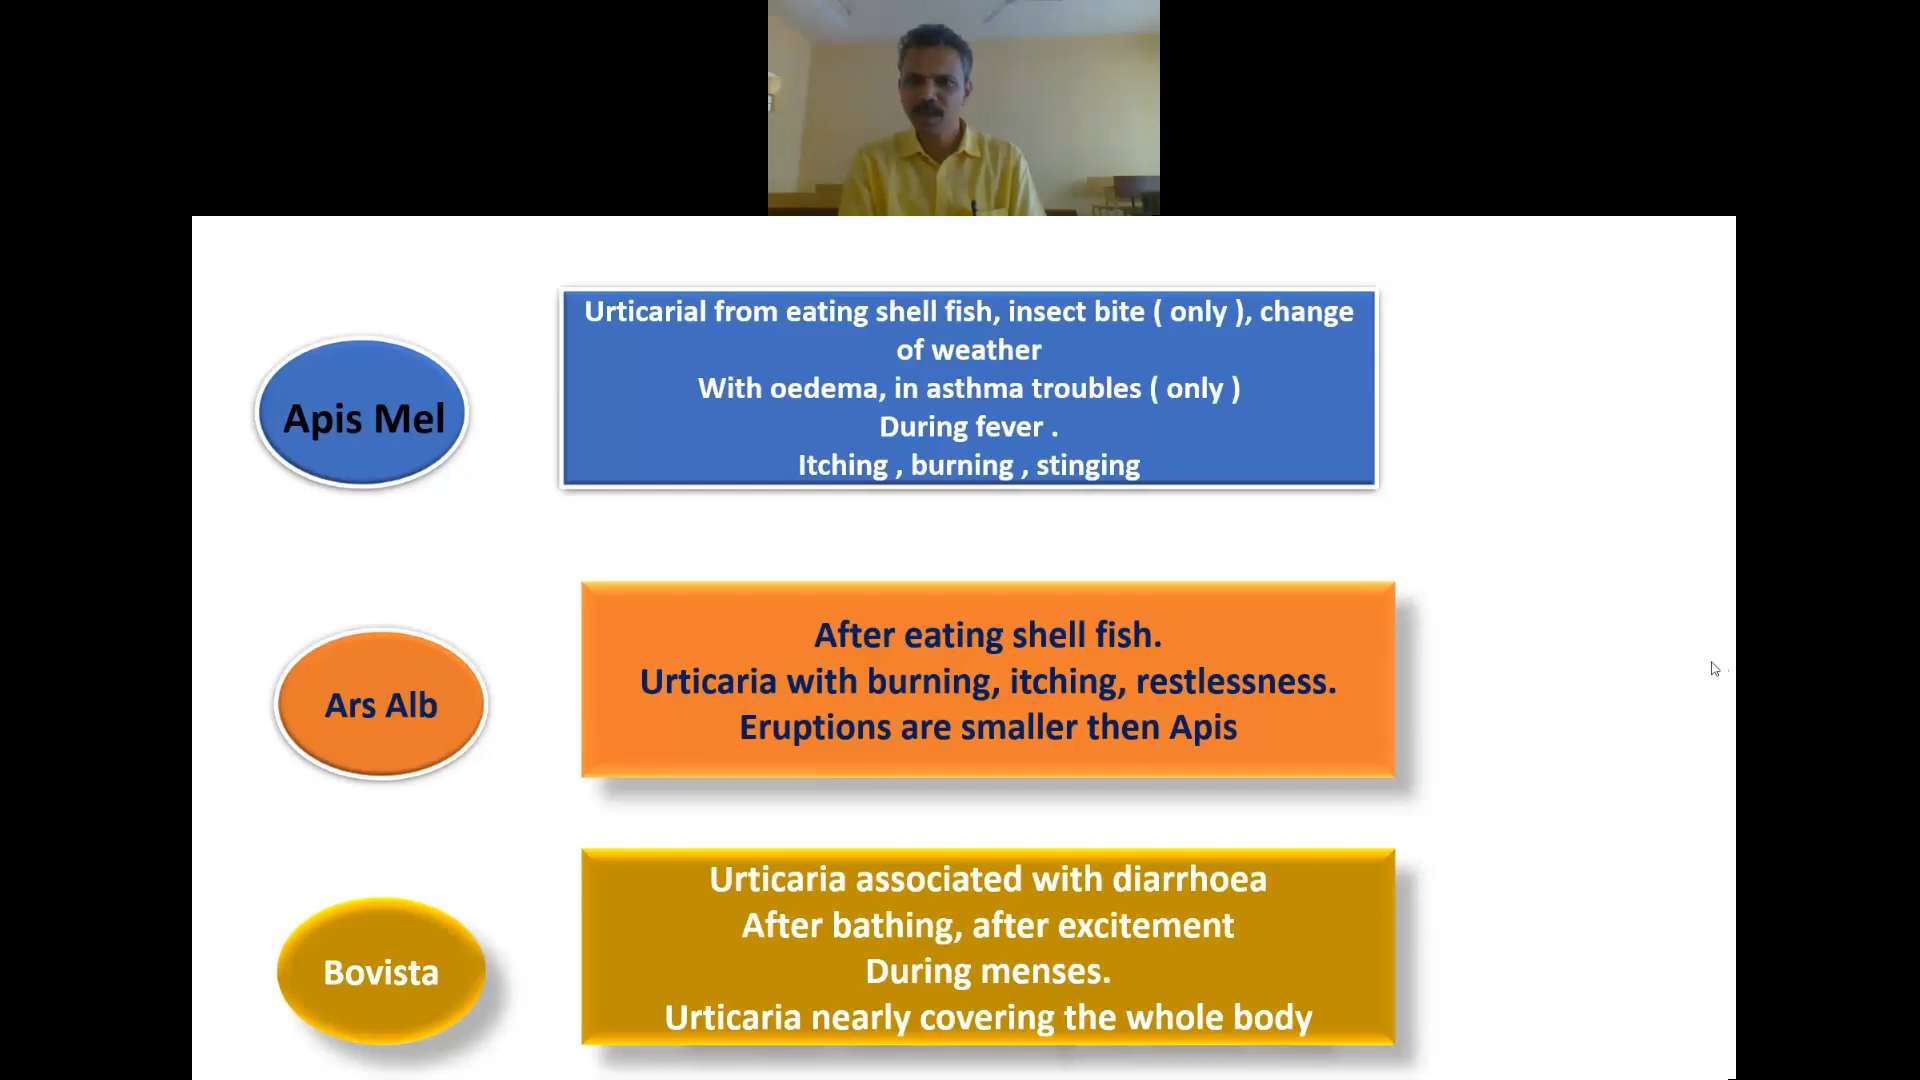 Apis Mel
Urticarial from eating shell fish, insect bite ( only ), change
of weather
With oedema, in asthma troubles ( only )
During fever .
Itching , burning , stinging
Ars Alb
After eating shell fish.
Urticaria with burning, itching, restlessness.
Eruptions are smaller then Apis
Bovista
Urticaria associated with diarrhoea
After bathing, after excitement
During menses.
Urticaria nearly covering the whole body